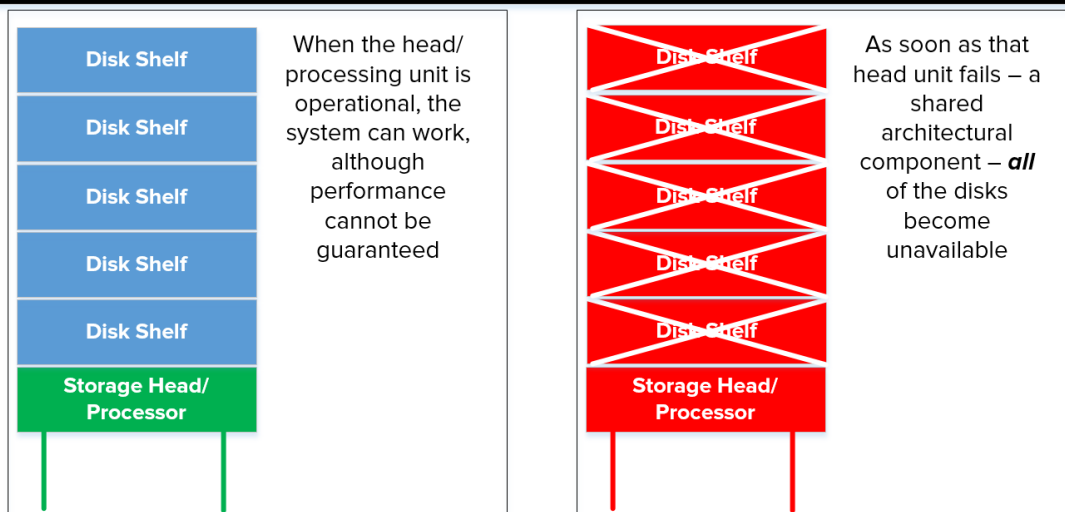 Disk Shelf
Disk Shelf
Disk Shelf
Disk Shelf
Disk Shelf
Storage Head/
Processor
When the head/
processing unit is
operational, the
system can work,
although
performance
cannot be
guaranteed
Disk Shelf
Disk Shelf
Disk Shelf
Disk Shelf
Disk Shelf
Storage Head/
Processor
As soon as that
head unit fails – a
shared
architectural
component – all
of the disks
become
unavailable